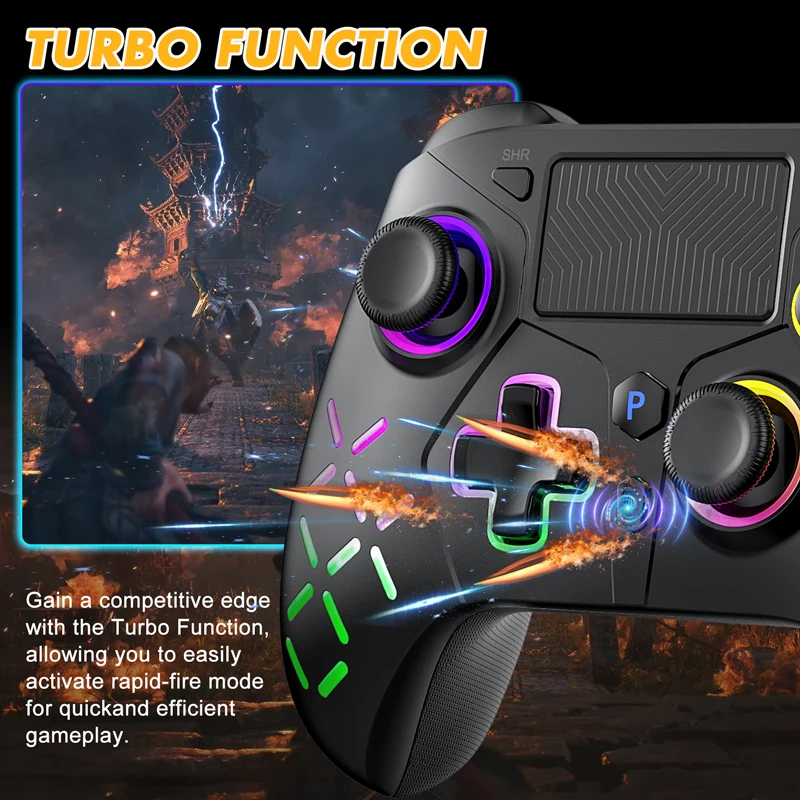 TURBO FUNCTION
SHR
P
Gain a competitive edge
with the Turbo Function,
allowing you to easily
activate rapid-fire mode
for quickand efficient
gameplay.